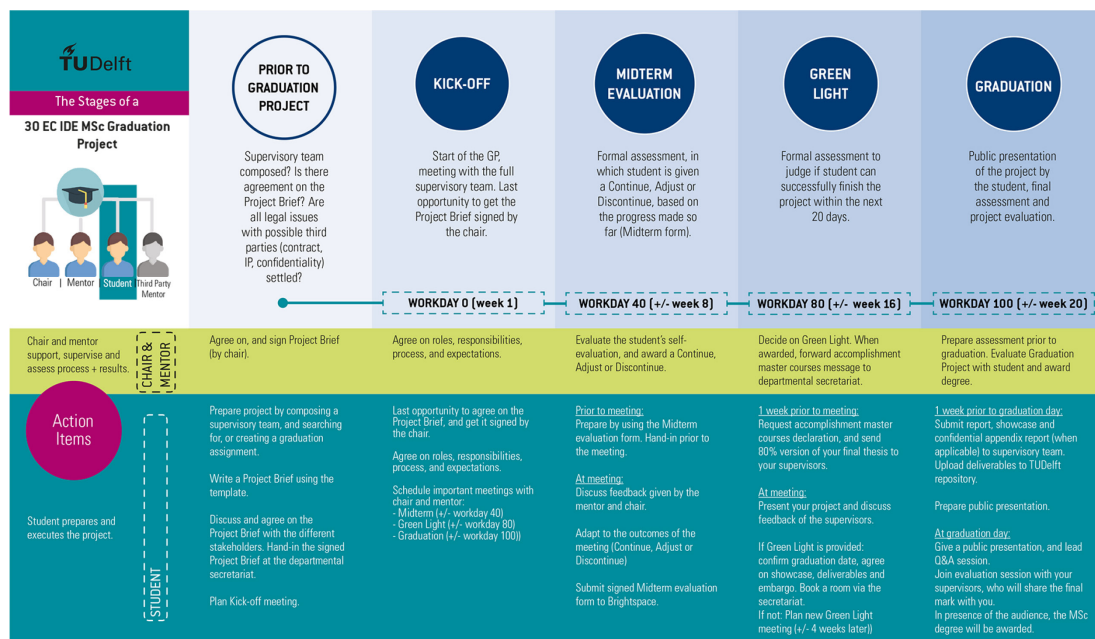 TU Delft
The Stages of a
30 EC IDE MSc Graduation
Project
Chair | Mentor | Student | Third Party
Mentor
PRIOR TO
GRADUATION
PROJECT
Supervisory team
composed? Is there
agreement on the
Project Brief? Are
all legal issues
with possible third
parties (contract,
IP, confidentiality)
settled?
KICK-OFF
Start of the GP,
meeting with the full
supervisory team. Last
opportunity to get the
Project Brief signed by
the chair.
WORKDAY 0 (week 1)
MIDTERM
EVALUATION
Formal assessment, in
which student is given
a Continue, Adjust or
Discontinue, based on
the progress made so
far (Midterm form).
WORKDAY 40 (+/- week 8)
GREEN
LIGHT
Formal assessment to
judge if student can
successfully finish the
project within the next
20 days.
WORKDAY 80 (+/- week 16)
GRADUATION
Public presentation
of the project by
the student, final
assessment and
project evaluation.
WORKDAY 100 (+/- week 20)
Chair and mentor
support, supervise and
assess process + results.
CHAIR &
MENTOR
Agree on, and sign Project Brief
(by chair).
Agree on roles, responsibilities,
process, and expectations.
Evaluate the student's self-
evaluation, and award a Continue,
Adjust or Discontinue.
Decide on Green Light. When
awarded, forward accomplishment
master courses message to
departmental secretariat.
Prepare assessment prior to
graduation. Evaluate Graduation
Project with student and award
degree.
Action
Items
Student prepares and
executes the project.
STUDENT
Prepare project by composing a
supervisory team, and searching
for, or creating a graduation
assignment.
Write a Project Brief using the
template.
Discuss and agree on the
Project Brief with the different
stakeholders. Hand-in the signed
Project Brief at the departmental
secretariat.
Plan Kick-off meeting.
Last opportunity to agree on the
Project Brief, and get it signed by
the chair.
Agree on roles, responsibilities,
process, and expectations.
Schedule important meetings with
chair and mentor:
- Midterm (+/- workday 40)
- Green Light (+/- workday 80)
- Graduation (+/- workday 100))
Prior to meeting:
Prepare by using the Midterm
evaluation form. Hand-in prior to
the meeting.
At meeting:
Discuss feedback given by the
mentor and chair.
Adapt to the outcomes of the
meeting (Continue, Adjust or
Discontinue)
Submit signed Midterm evaluation
form to Brightspace.
1 week prior to meeting:
Request accomplishment master
courses declaration, and send
80% version of your final thesis to
your supervisors.
At meeting:
Present your project and discuss
feedback of the supervisors.
If Green Light is provided:
confirm graduation date, agree
on showcase, deliverables and
embargo. Book a room via the
secretariat.
If not: Plan new Green Light
meeting (+/- 4 weeks later))
1 week prior to graduation day:
Submit report, showcase and
confidential appendix report (when
applicable) to supervisory team.
Upload deliverables to TUDelft
repository.
Prepare public presentation.
At graduation day:
Give a public presentation, and lead
Q&A session.
Join evaluation session with your
supervisors, who will share the final
mark with you.
In presence of the audience, the MSc
degree will be awarded.